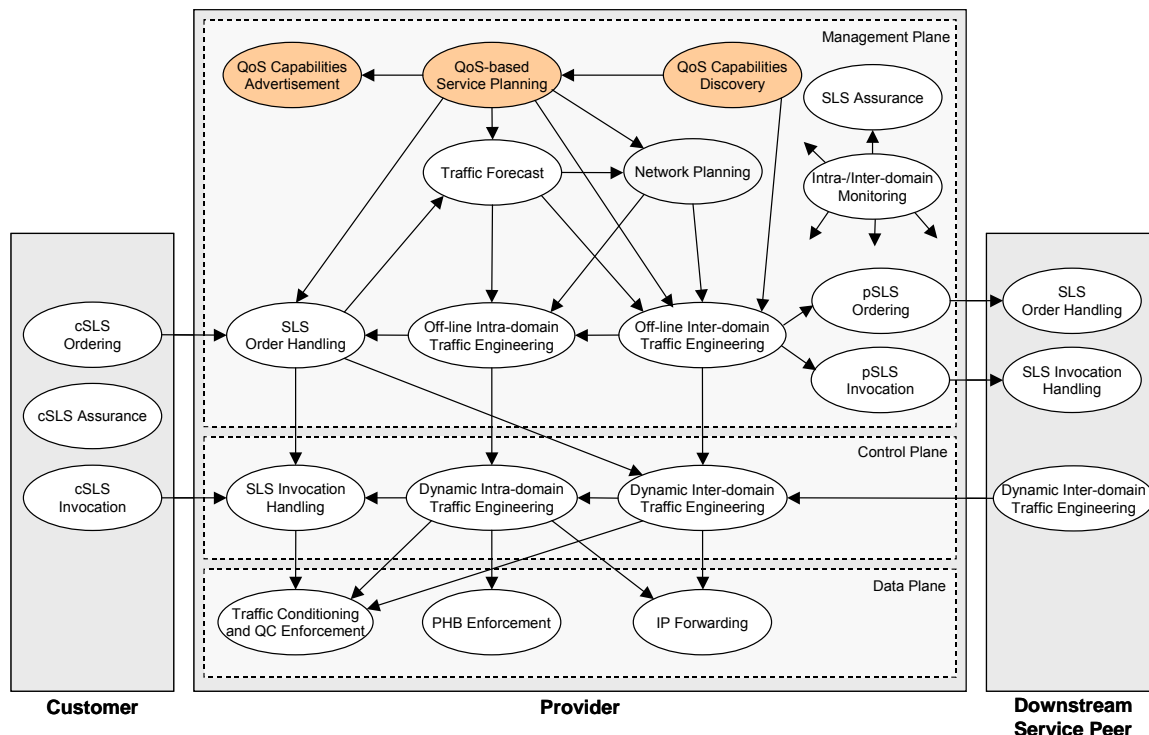 Management Plane
QoS Capabilities
Advertisement
QoS-based
Service Planning
QoS Capabilities
Discovery
SLS Assurance
Traffic Forecast
Network Planning
Intra-/Inter-domain
Monitoring
cSLS
Ordering
SLS
Order Handling
Off-line Intra-domain
Traffic Engineering
Off-line Inter-domain
Traffic Engineering
pSLS
Ordering
SLS
Order Handling
pSLS
Invocation
SLS Invocation
Handling
cSLS Assurance
Control Plane
cSLS
Invocation
SLS Invocation
Handling
Dynamic Intra-domain
Traffic Engineering
Dynamic Inter-domain
Traffic Engineering
Dynamic Inter-domain
Traffic Engineering
Data Plane
Traffic Conditioning
and QC Enforcement
PHB Enforcement
IP Forwarding
Customer
Provider
Downstream
Service Peer